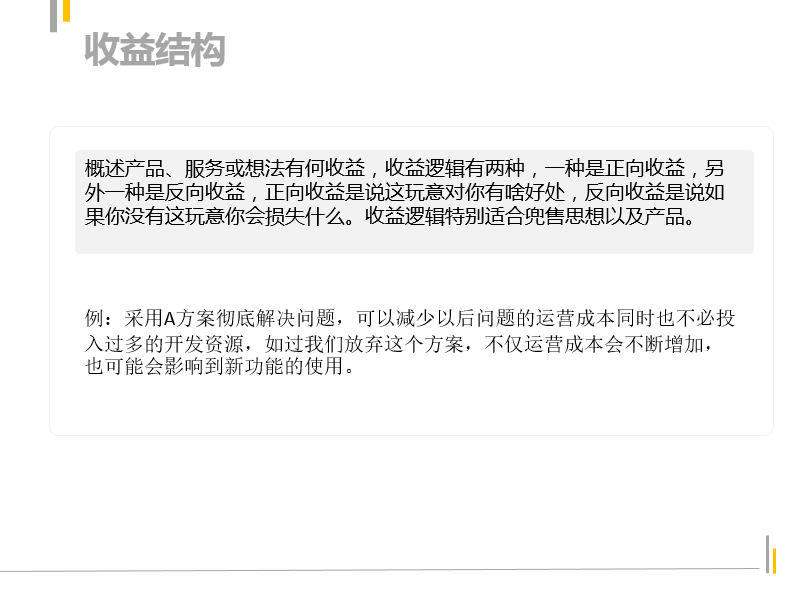 收益结构
概述产品、服务或想法有何收益，收益逻辑有两种，一种是正向收益，另
外一种是反向收益，正向收益是说这玩意对你有啥好处，反向收益是说如
果你没有这玩意你会损失什么。收益逻辑特别适合兜售思想以及产品。
例：采用A方案彻底解决问题，可以减少以后问题的运营成本同时也不必投
入过多的开发资源，如过我们放弃这个方案，不仅运营成本会不断增加，
也可能会影响到新功能的使用。